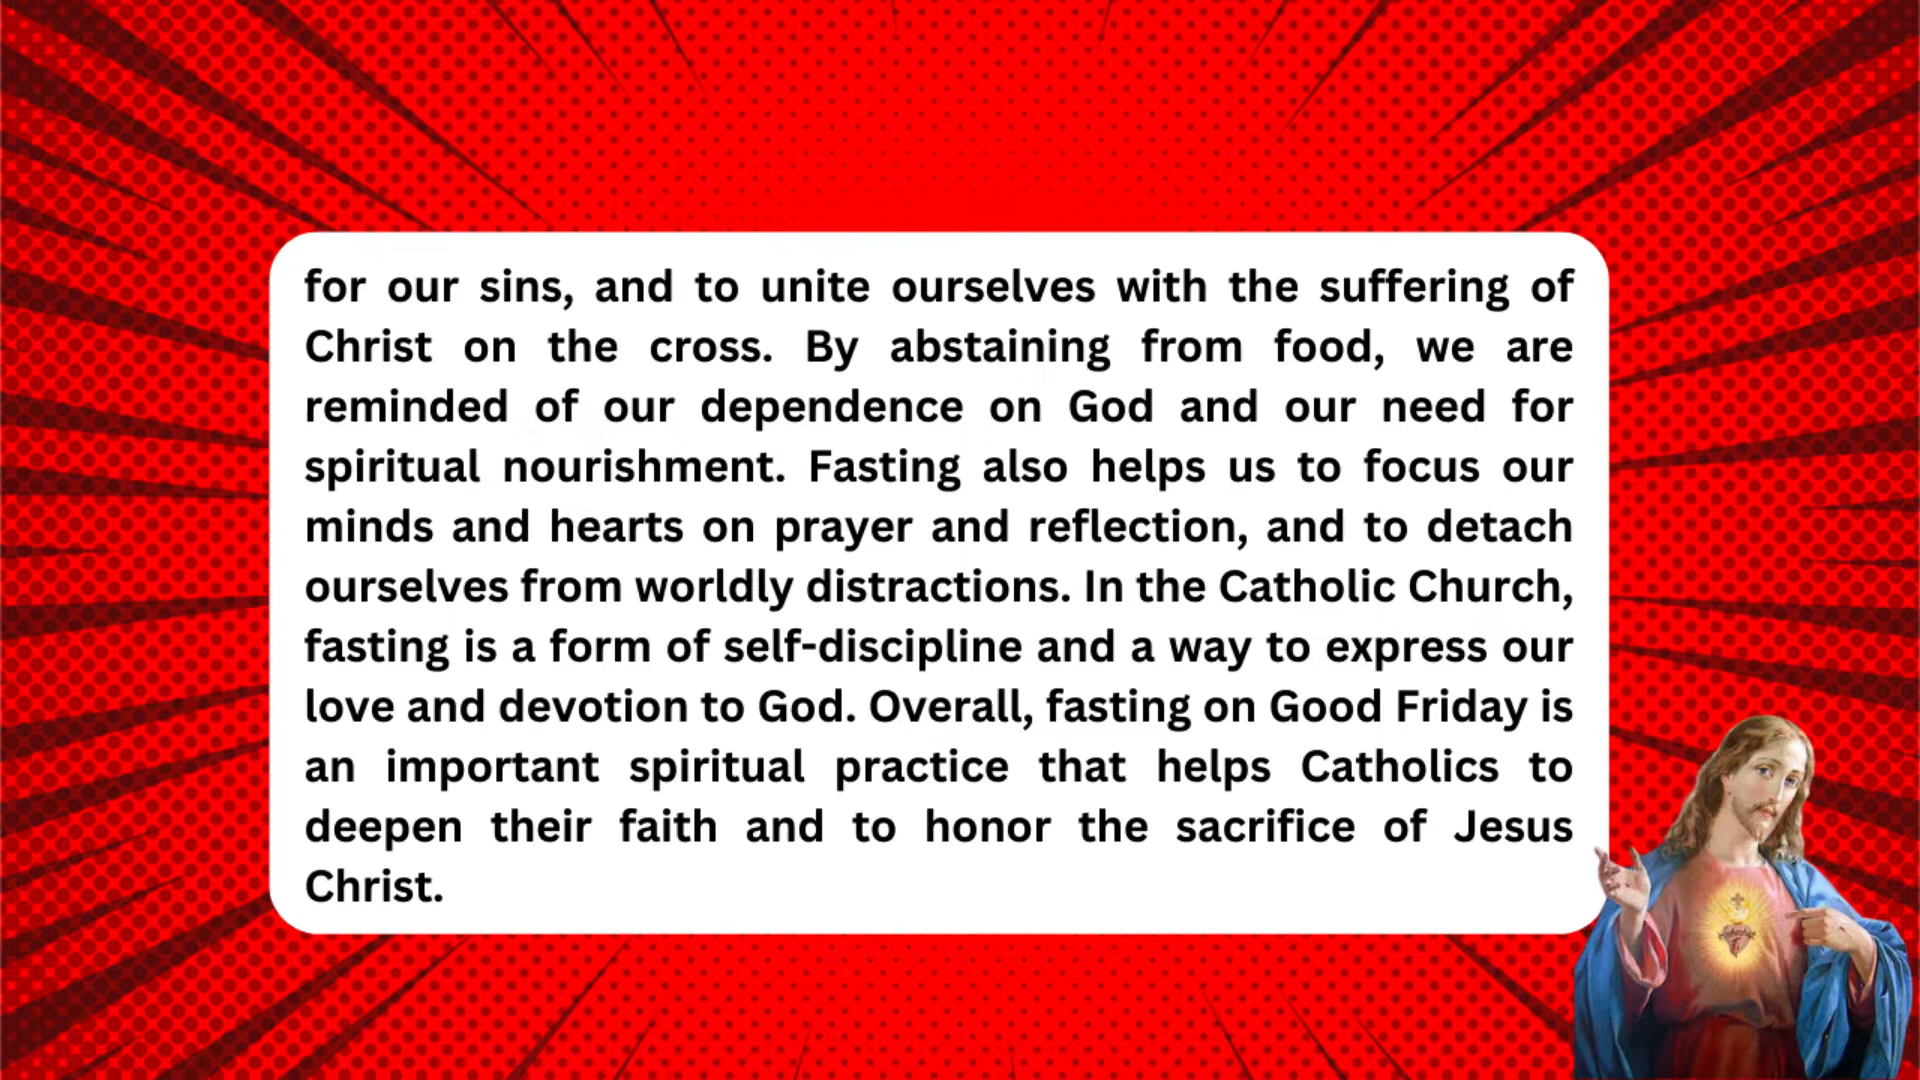 for our sins, and to unite ourselves with the suffering of
Christ on the cross. By abstaining from food, we are
reminded of our dependence on God and our need for
spiritual nourishment. Fasting also helps us to focus our
minds and hearts on prayer and reflection, and to detach
ourselves from worldly distractions. In the Catholic Church,
fasting is a form of self-discipline and a way to express our
love and devotion to God. Overall, fasting on Good Friday is
an important spiritual practice that helps Catholics to
deepen their faith and to honor the sacrifice of Jesus
Christ.